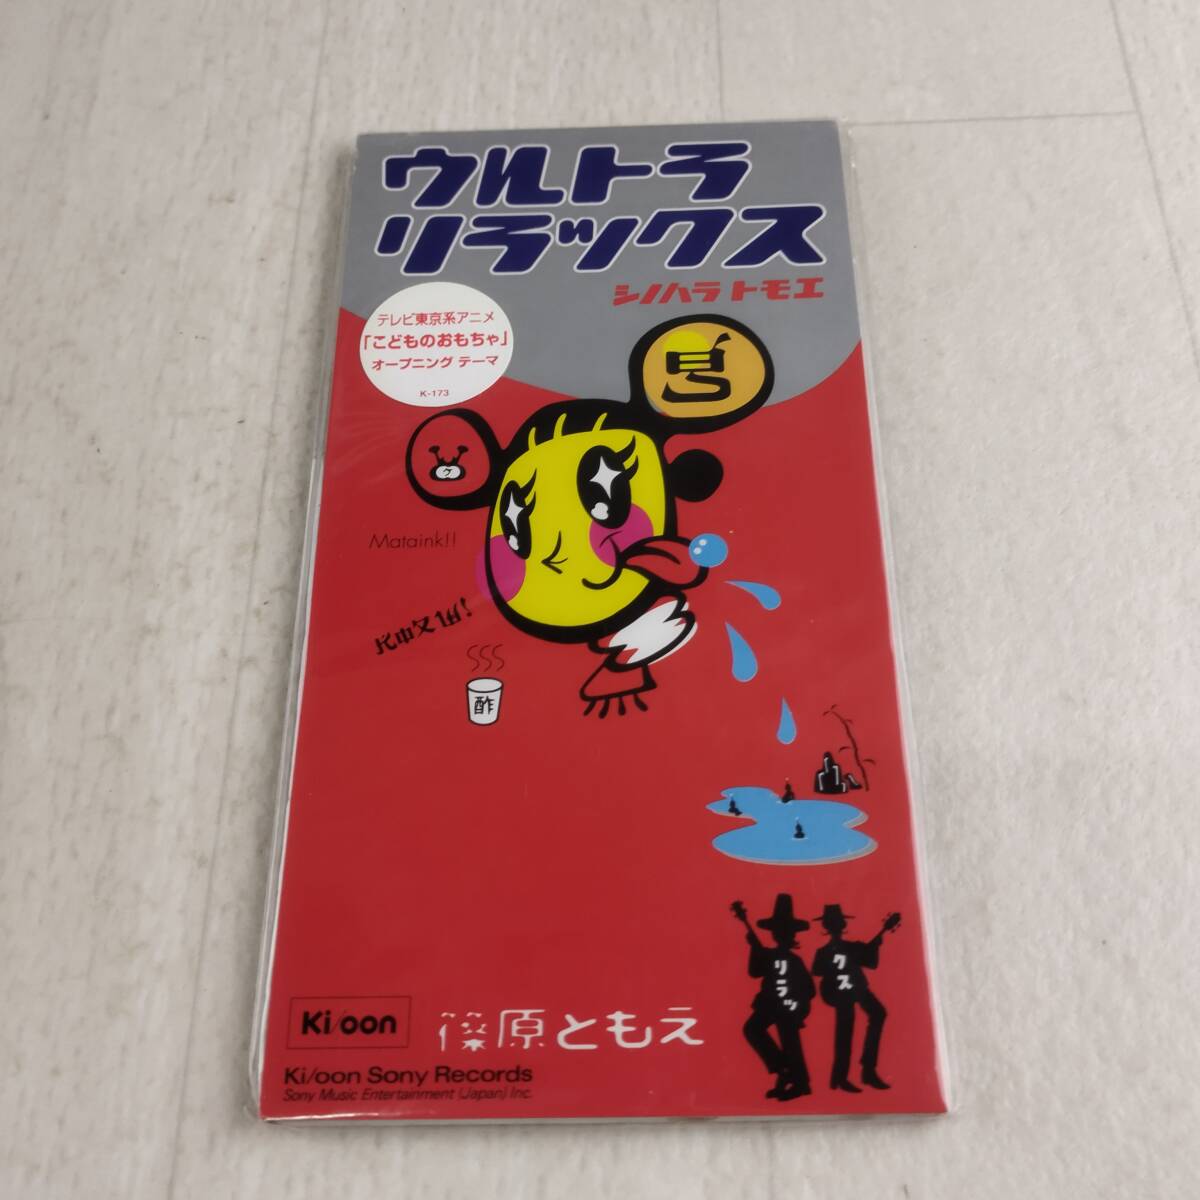 ウルトラ
リラックス
シノハラ トモエ
テレビ東京系アニメ
「こどものおもちゃ」
オープニング テーマ
K-173
Mataink!!
酢
リラッ
クス
Ki/oon
篠原ともえ
Ki/oon Sony Records
Sony Music Entertainment (Japan) Inc.